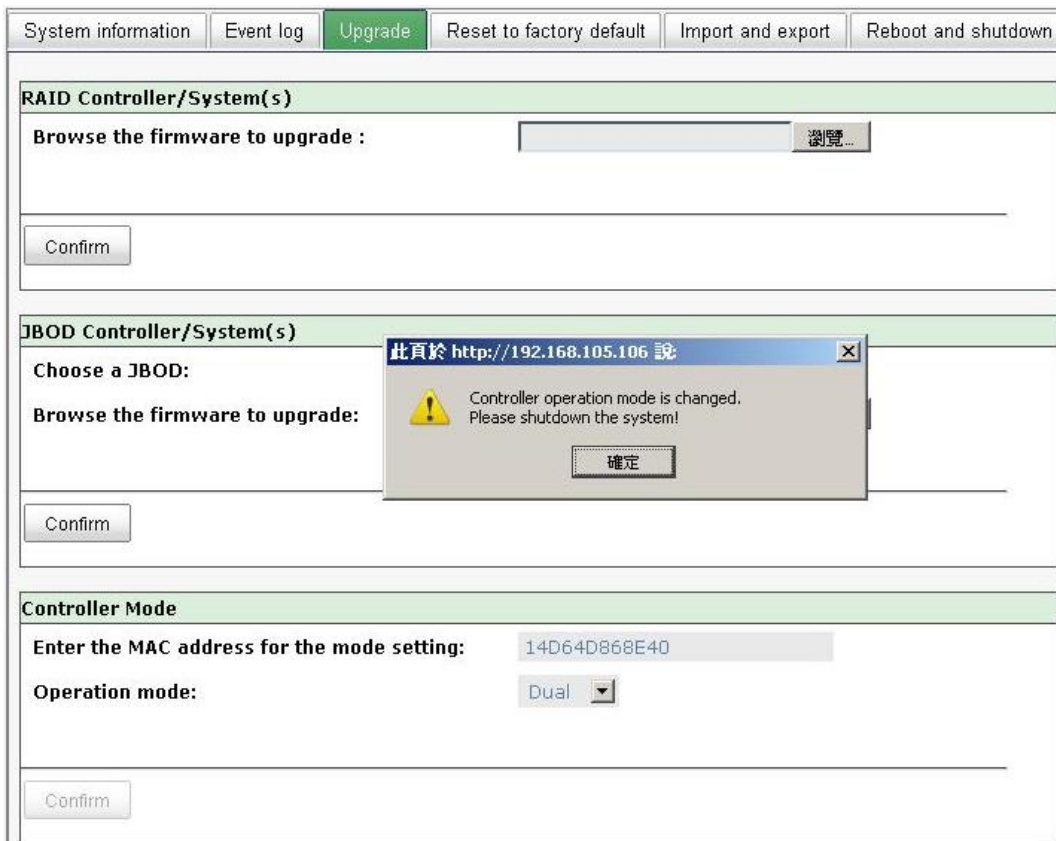 System information Event log Upgrade Reset to factory default Import and export Reboot and shutdown
RAID Controller/System(s)
Browse the firmware to upgrade :
瀏覽...
Confirm
JBOD Controller/System(s)
Choose a JBOD:
Browse the firmware to upgrade:
此頁於 http://192.168.105.106 說:
Controller operation mode is changed.
Please shutdown the system!
確定
Confirm
Controller Mode
Enter the MAC address for the mode setting: 14D64D868E40
Operation mode: Dual
Confirm